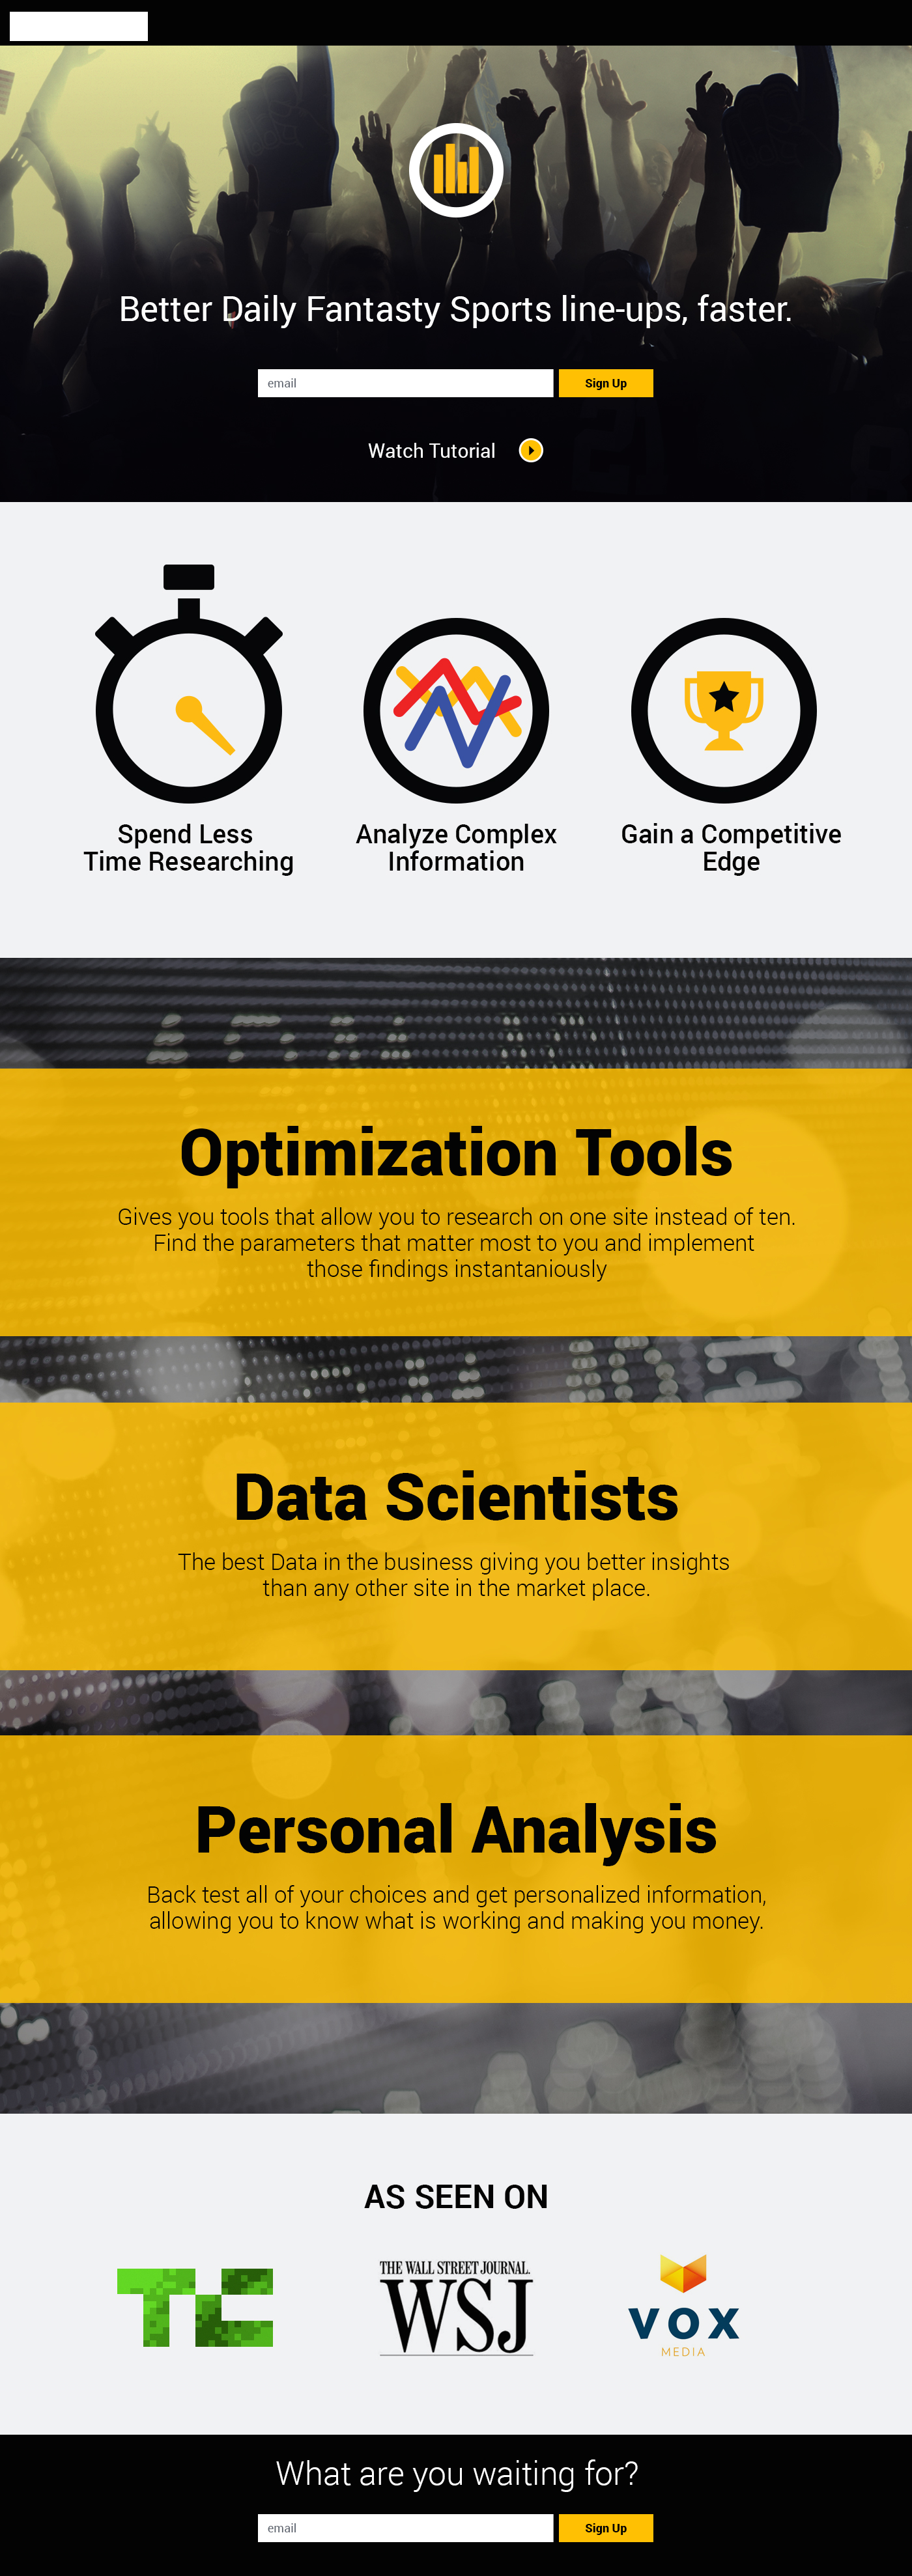 Better Daily Fantasty Sports line-ups, faster.
email
Sign Up
Watch Tutorial
Spend Less
Time Researching
Analyze Complex
Information
Gain a Competitive
Edge
Optimization Tools
Gives you tools that allow you to research on one site instead of ten.
Find the parameters that matter most to you and implement
those findings instantaniously
Data Scientists
The best Data in the business giving you better insights
than any other site in the market place.
Personal Analysis
Back test all of your choices and get personalized information,
allowing you to know what is working and making you money.
AS SEEN ON
TC
THE WALL STREET JOURNAL.
WSJ
VOX
MEDIA
What are you waiting for?
email
Sign Up